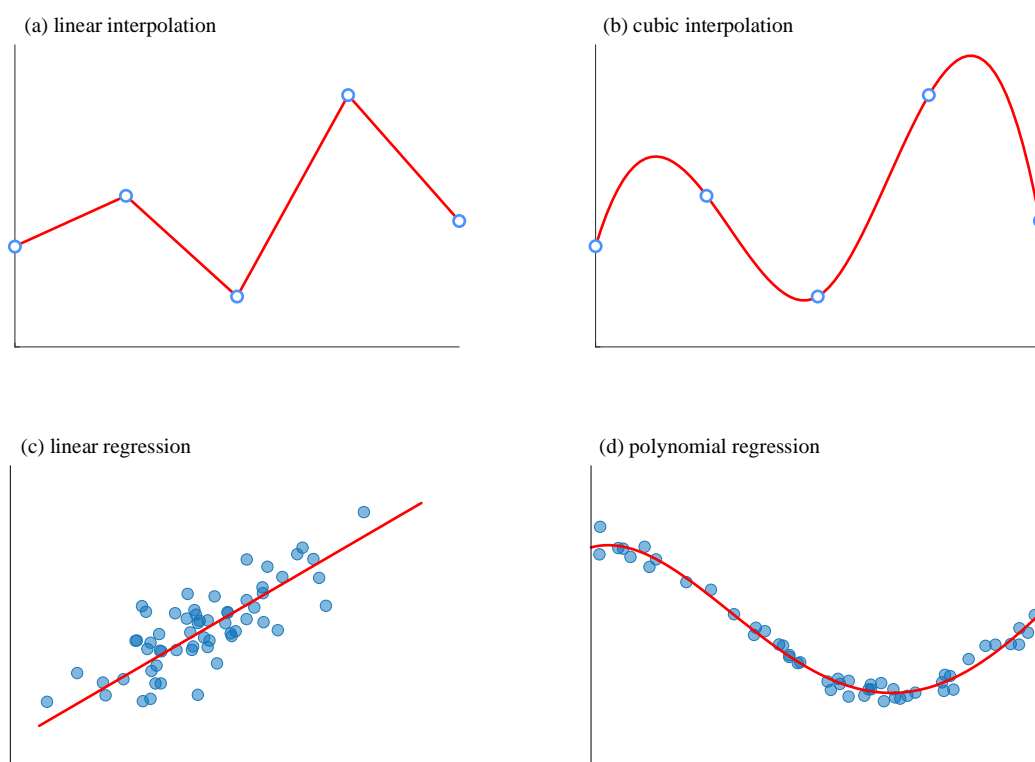 (a) linear interpolation
(b) cubic interpolation
(c) linear regression
(d) polynomial regression